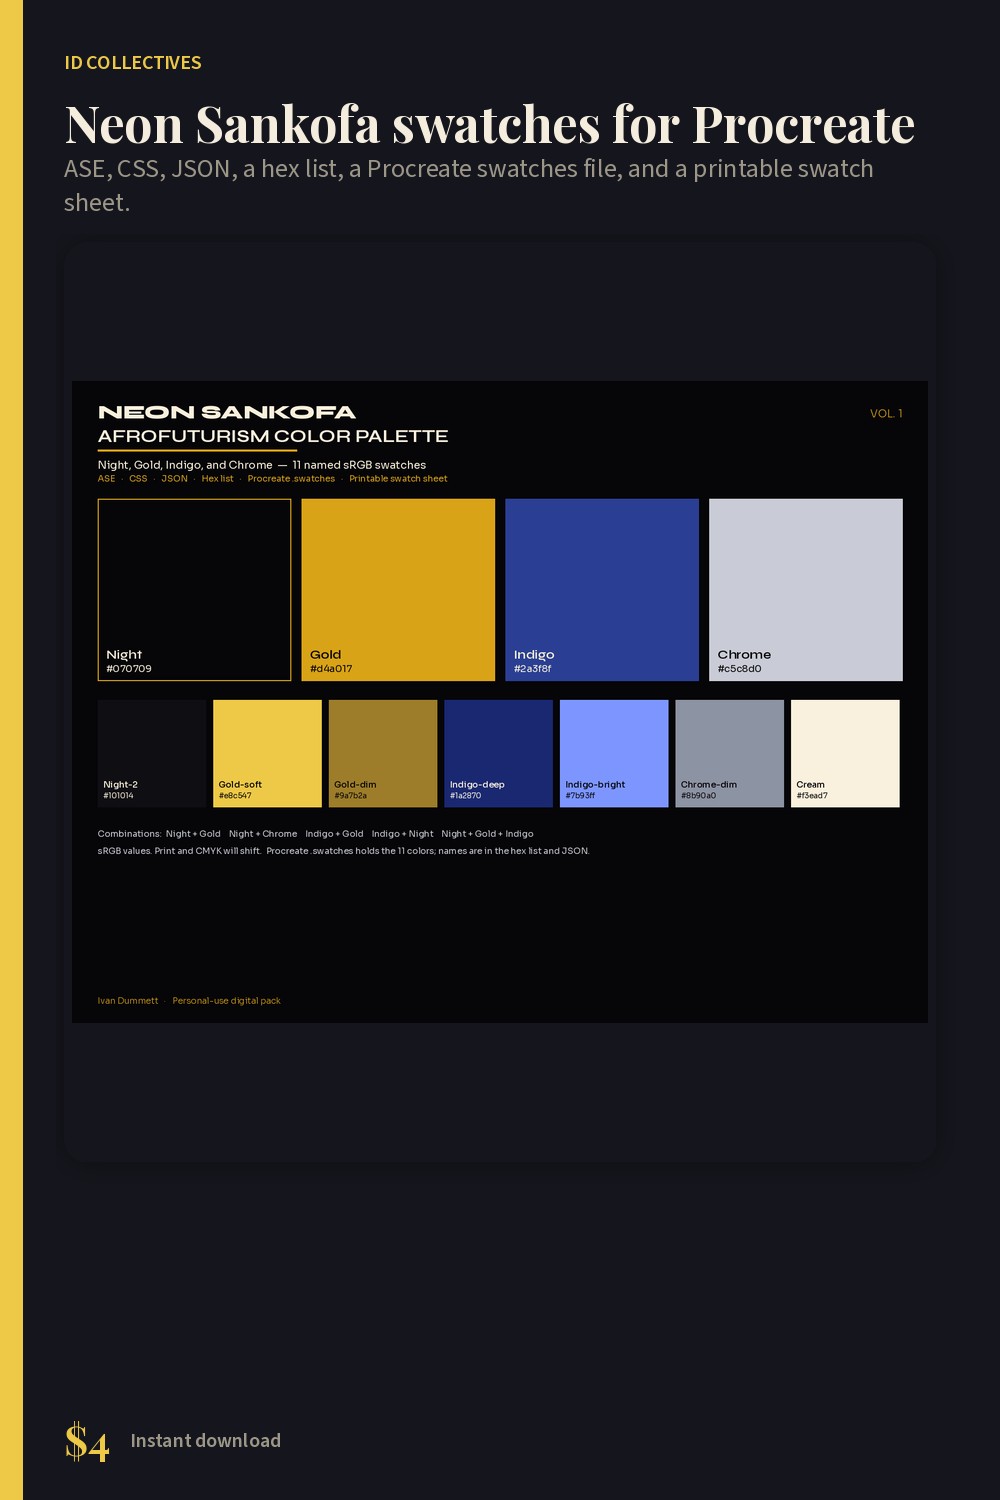 ID COLLECTIVES
Neon Sankofa swatches for Procreate
ASE, CSS, JSON, a hex list, a Procreate swatches file, and a printable swatch
sheet.
NEON SANKOFA
VOL. 1
AFROFUTURISM COLOR PALETTE
Night, Gold, Indigo, and Chrome — 11 named sRGB swatches
ASE · CSS · JSON · Hex list · Procreate .swatches · Printable swatch sheet
Night
#070709
Gold
#d4a017
Indigo
#2a3f8f
Chrome
#c5c8d0
Night-2
#101014
Gold-soft
#e8c547
Gold-dim
#9a7b2a
Indigo-deep
#1a2870
Indigo-bright
#7b93ff
Chrome-dim
#8b90a0
Cream
#f3ead7
Combinations: Night + Gold Night + Chrome Indigo + Gold Indigo + Night Night + Gold + Indigo
sRGB values. Print and CMYK will shift. Procreate .swatches holds the 11 colors; names are in the hex list and JSON.
Ivan Dummett · Personal-use digital pack
$4
Instant download